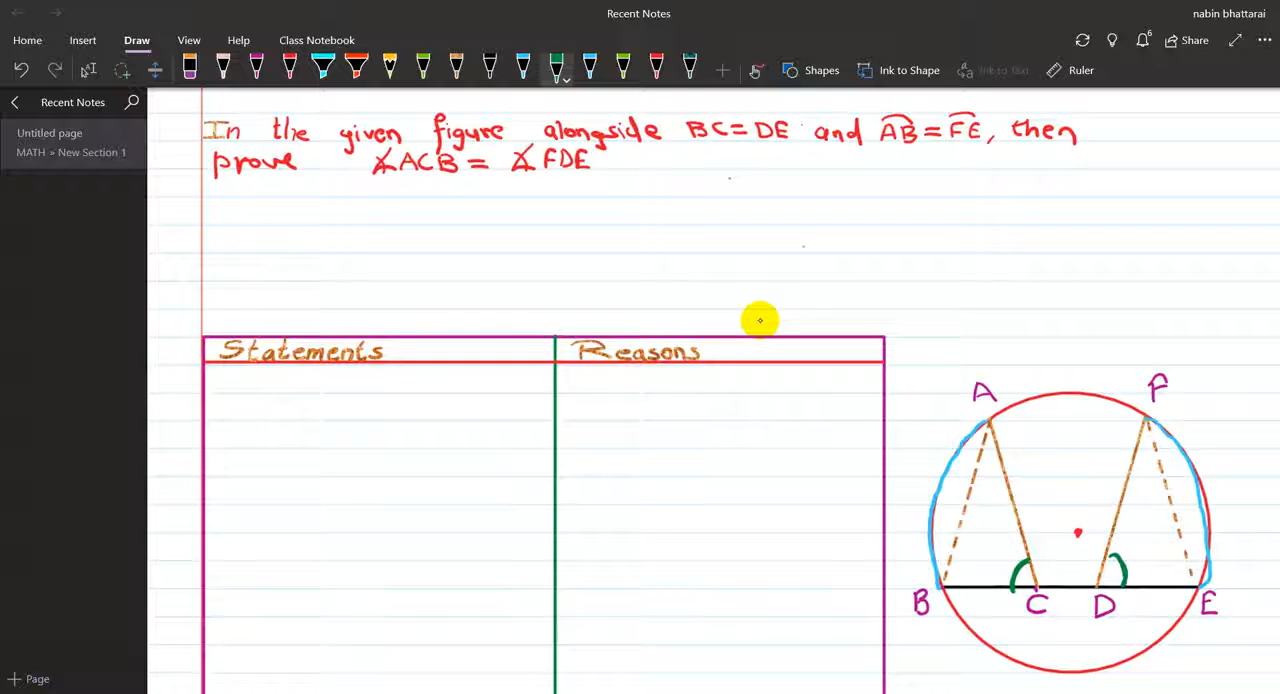 Recent Notes
nabin bhattarai
Home Insert Draw View Help Class Notebook
6
Share
Shapes Ink to Shape Ink to Text Ruler
Recent Notes
Untitled page
MATH » New Section 1
In the given figure alongside BC=DE and A͡B=F͡E, then
prove ∡ACB = ∡FDE
Statements Reasons
A F
B C D E
Page